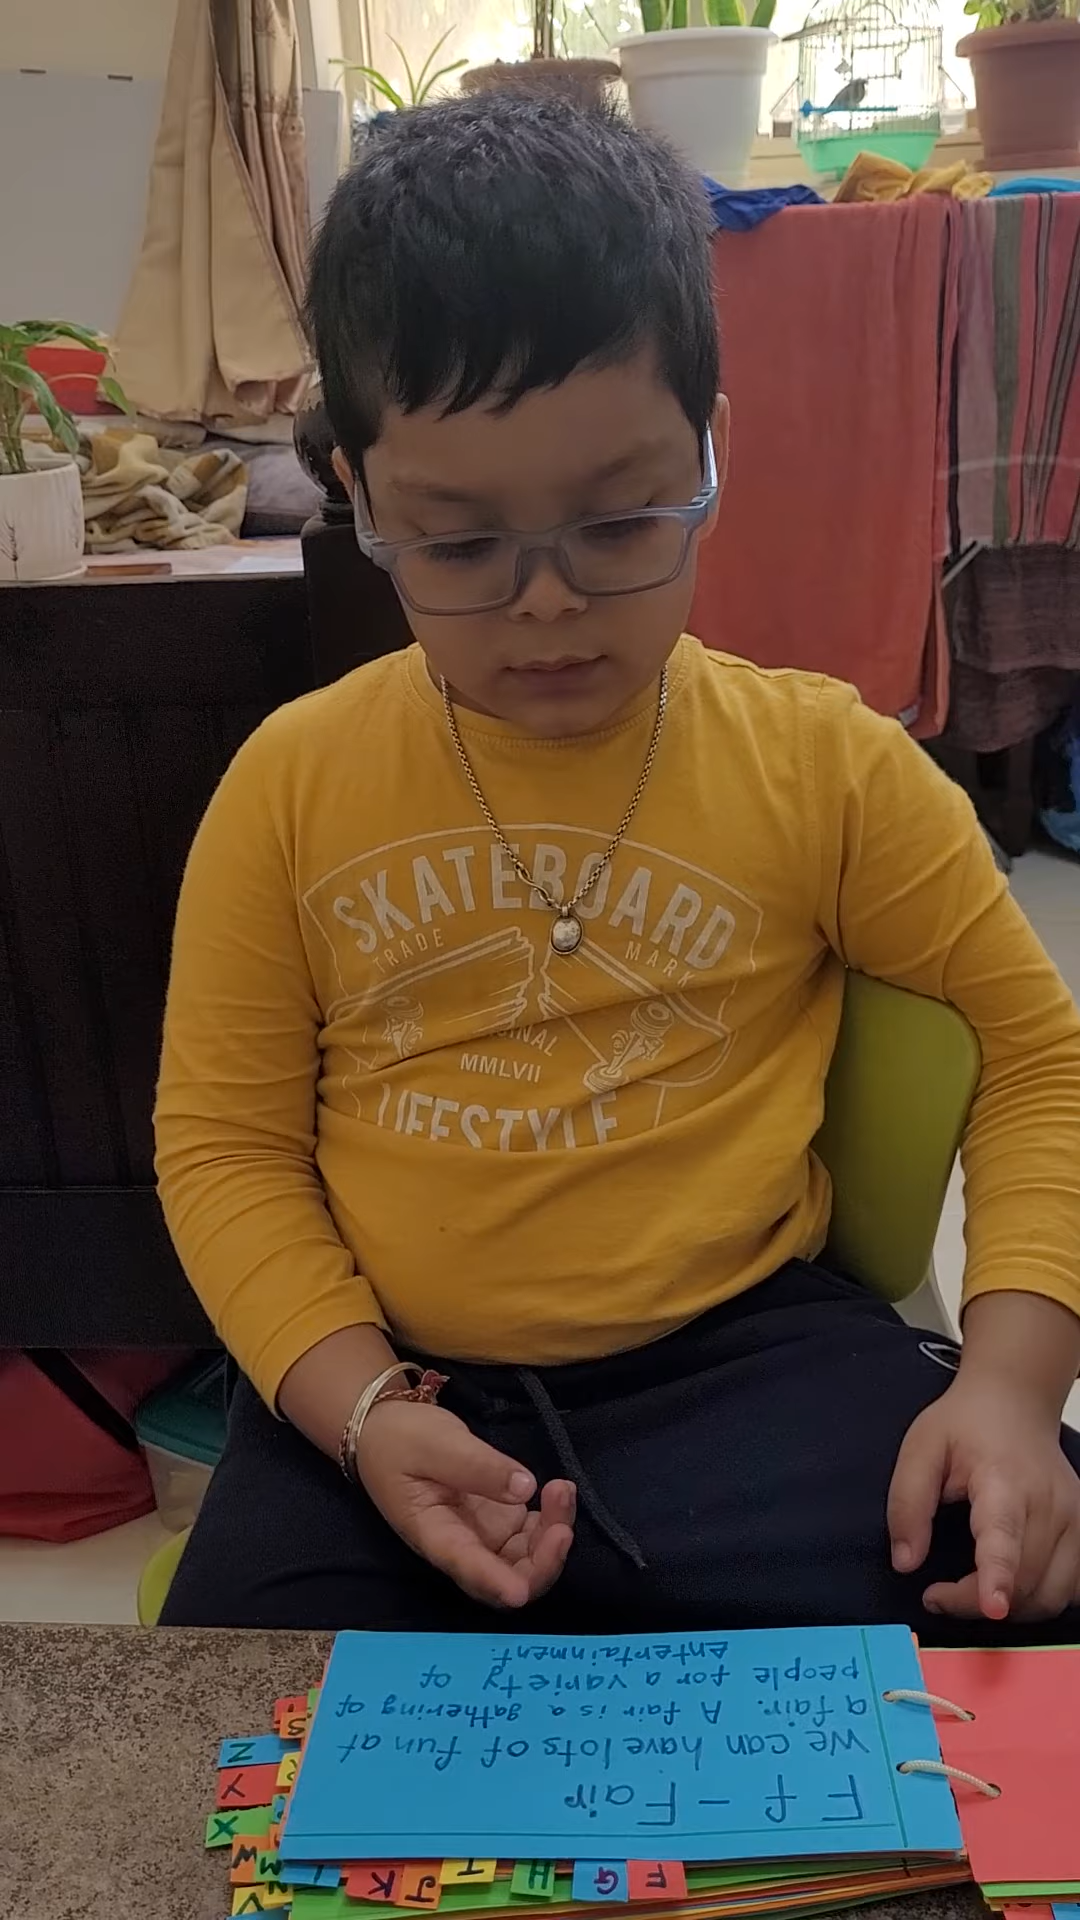 SKATEBOARD
TRADE MARK
MMLVII
LIFESTYLE
F f - Fair
We can have lots of fun at
a fair. A fair is a gathering of
people for a variety of
entertainment.
S
Z
Y
X
W
M
V
L
K
J
I
H
G
F